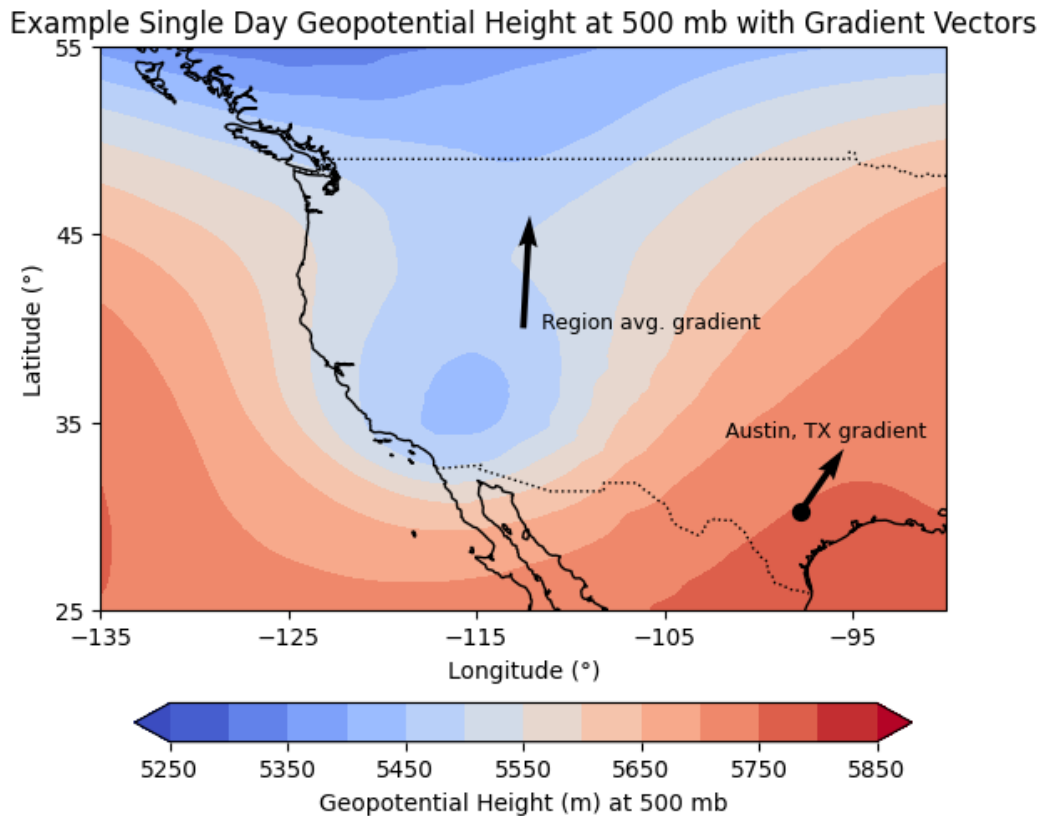 Example Single Day Geopotential Height at 500 mb with Gradient Vectors
55
45
35
25
Latitude (°)
Region avg. gradient
Austin, TX gradient
−135 −125 −115 −105 −95
Longitude (°)
5250 5350 5450 5550 5650 5750 5850
Geopotential Height (m) at 500 mb